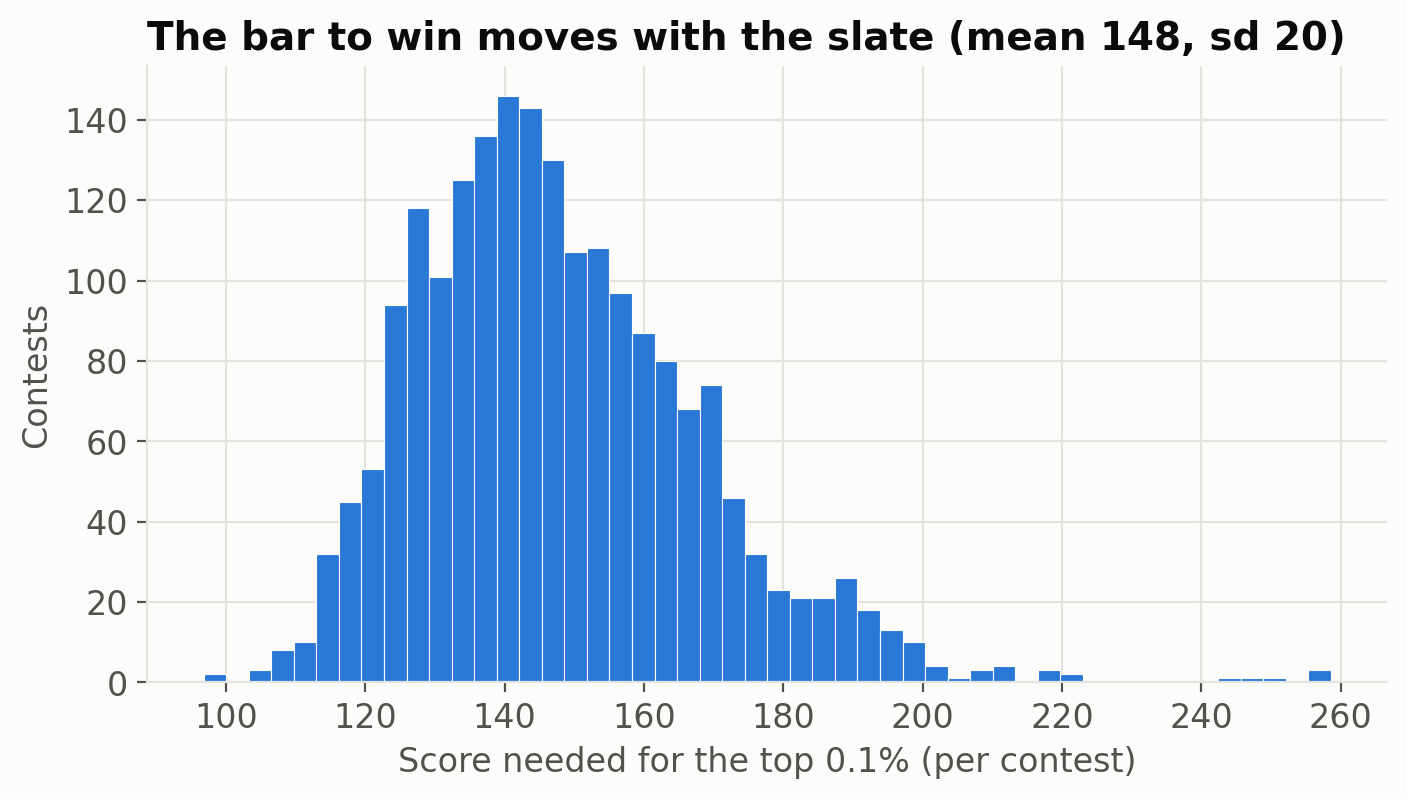 The bar to win moves with the slate (mean 148, sd 20)
Contests
140
120
100
80
60
40
20
0
100 120 140 160 180 200 220 240 260
Score needed for the top 0.1% (per contest)